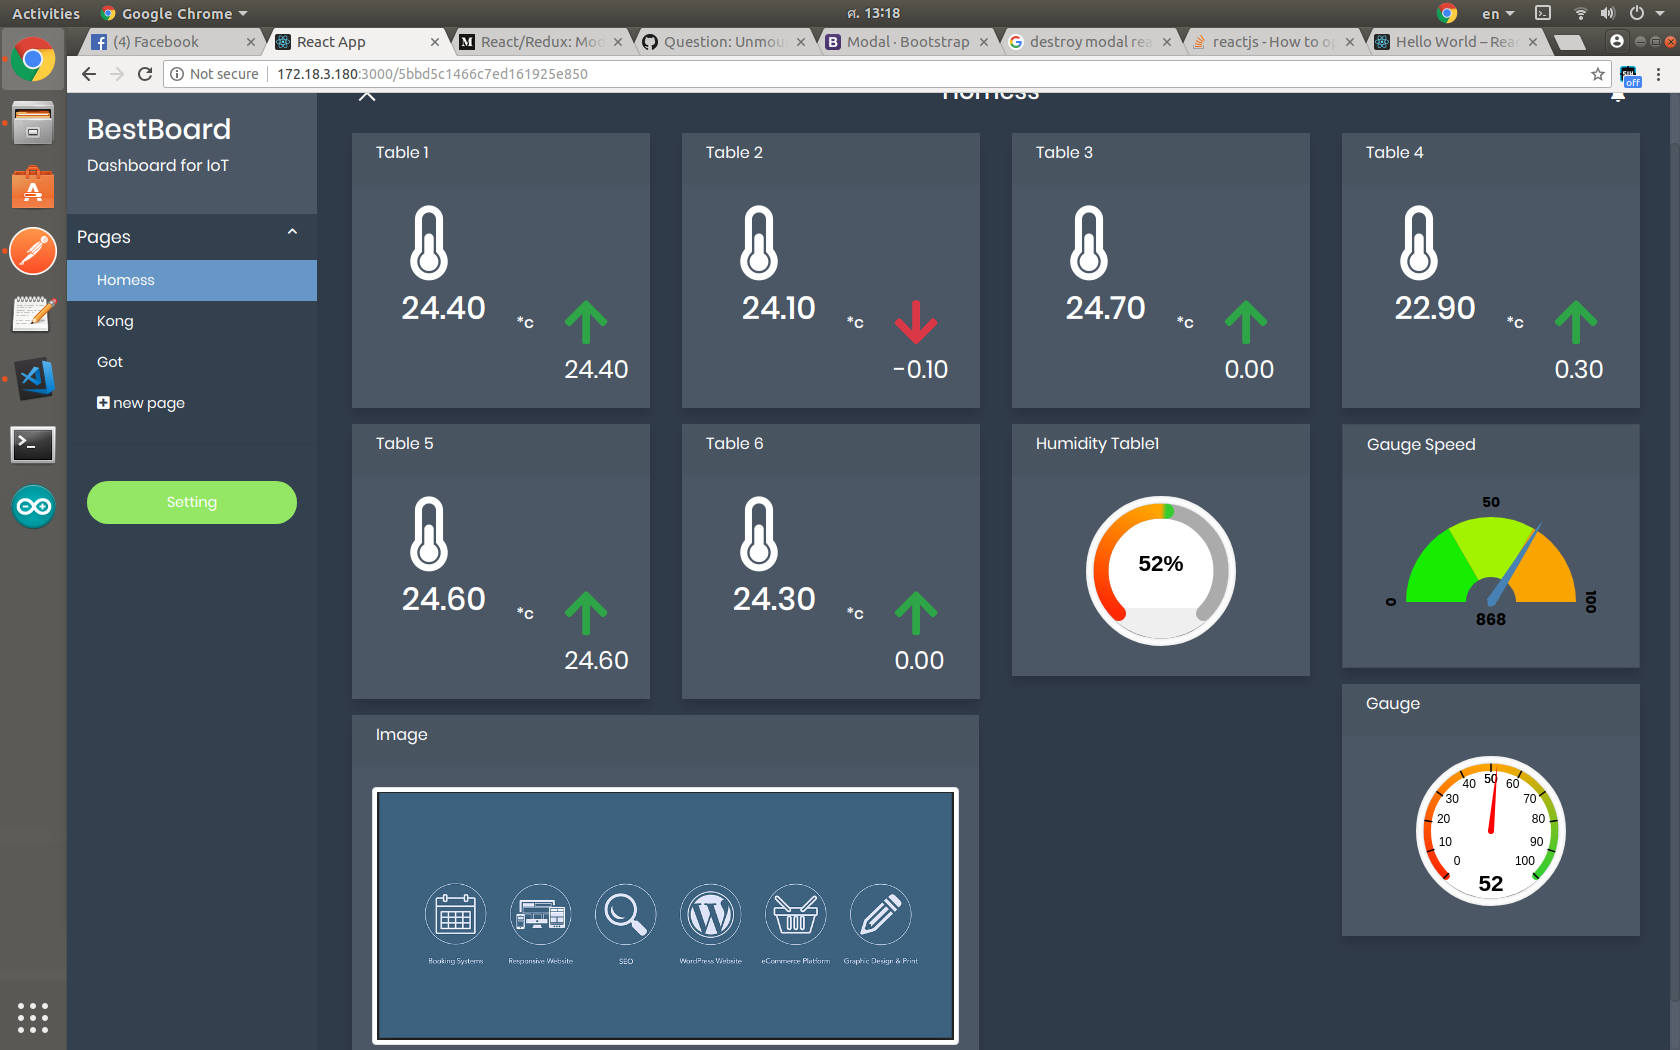 Activities
Google Chrome
ศ. 13:18
en
(4) Facebook
React App
React/Redux: Mod
Question: Unmou
Modal · Bootstrap
destroy modal rea
reactjs - How to op
Hello World – Reac
Not secure
172.18.3.180:3000/5bbd5c1466c7ed161925e850
off
BestBoard
Dashboard for IoT
Pages
Homess
Kong
Got
new page
Setting
Homess
Table 1
24.40
°c
24.40
Table 2
24.10
°c
-0.10
Table 3
24.70
°c
0.00
Table 4
22.90
°c
0.30
Table 5
24.60
°c
24.60
Table 6
24.30
°c
0.00
Humidity Table1
52%
Gauge Speed
50
0
100
868
Image
Booking Systems
Responsive Website
SEO
WordPress Website
eCommerce Platform
Graphic Design & Print
Gauge
0
10
20
30
40
50
60
70
80
90
100
52